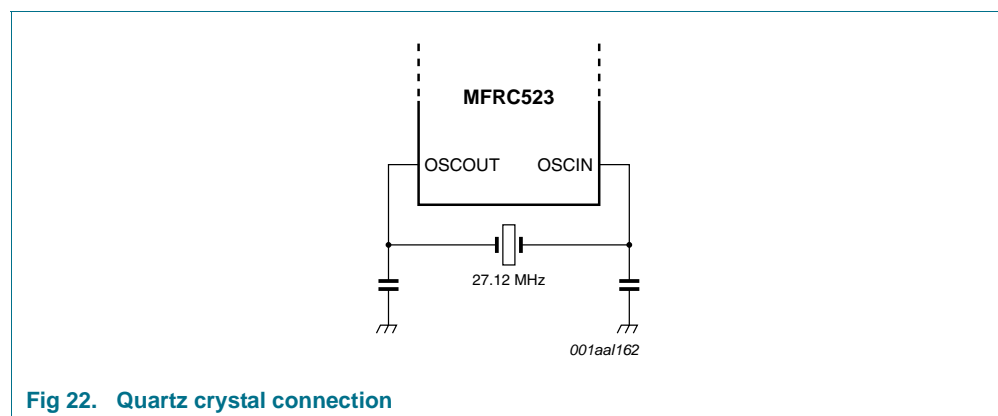 MFRC523
OSCOUT OSCIN
27.12 MHz
001aal162
Fig 22. Quartz crystal connection